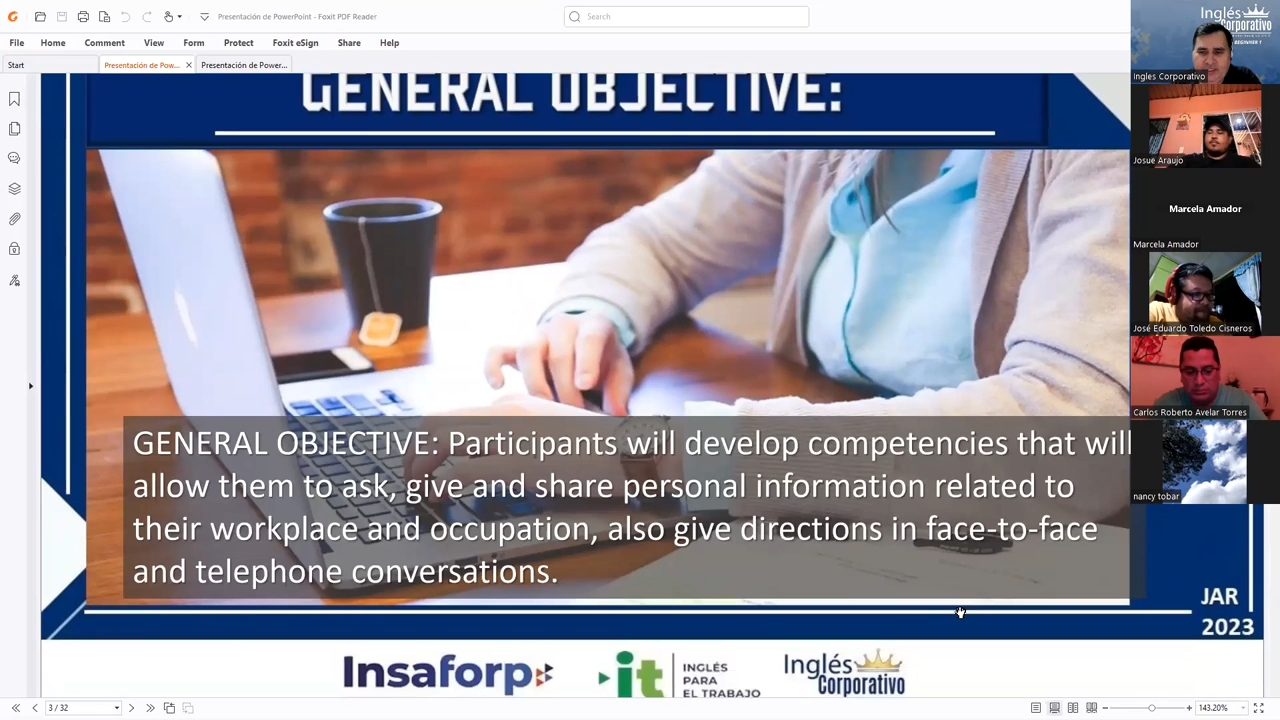 Presentación de PowerPoint - Foxit PDF Reader
Search
File Home Comment View Form Protect Foxit eSign Share Help
Start
Presentación de Pow...
Presentación de Power...
GENERAL OBJECTIVE:
GENERAL OBJECTIVE: Participants will develop competencies that will
allow them to ask, give and share personal information related to
their workplace and occupation, also give directions in face-to-face
and telephone conversations.
JAR
2023
Insaforp
it
INGLÉS
PARA
EL TRABAJO
Inglés
Corporativo
3 / 32
143.20%
Inglés
Corporativo
BEGINNER 1
Ingles Corporativo
Josue Araujo
Marcela Amador
Marcela Amador
José Eduardo Toledo Cisneros
Carlos Roberto Avelar Torres
nancy tobar